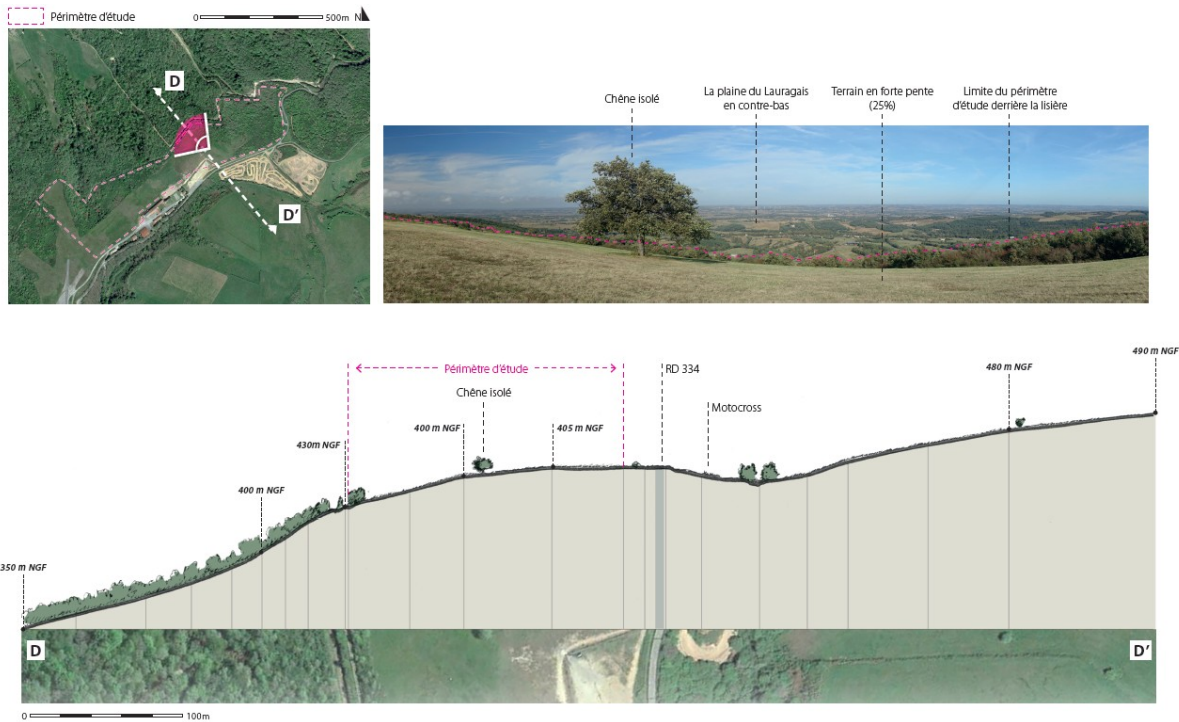 Périmètre d'étude
0 500m N
D
D'
Chêne isolé
La plaine du Lauragais
en contre-bas
Terrain en forte pente
(25%)
Limite du périmètre
d'étude derrière la lisière
490 m NGF
Périmètre d'étude
RD 334
480 m NGF
Chêne isolé
Motocross
400 m NGF
405 m NGF
430m NGF
400 m NGF
350 m NGF
D
D'
0 100m